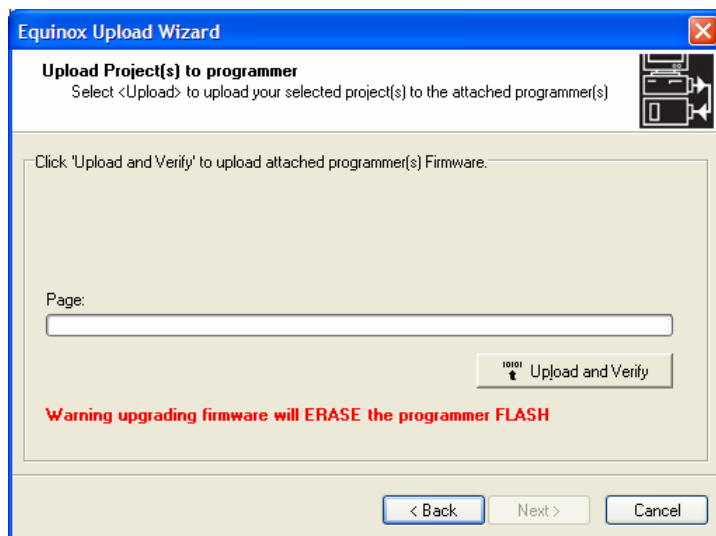 Equinox Upload Wizard
Upload Project(s) to programmer
Select <Upload> to upload your selected project(s) to the attached programmer(s)
Click 'Upload and Verify' to upload attached programmer(s) Firmware.
Page:
10101 Upload and Verify
Warning upgrading firmware will ERASE the programmer FLASH
< Back Next > Cancel